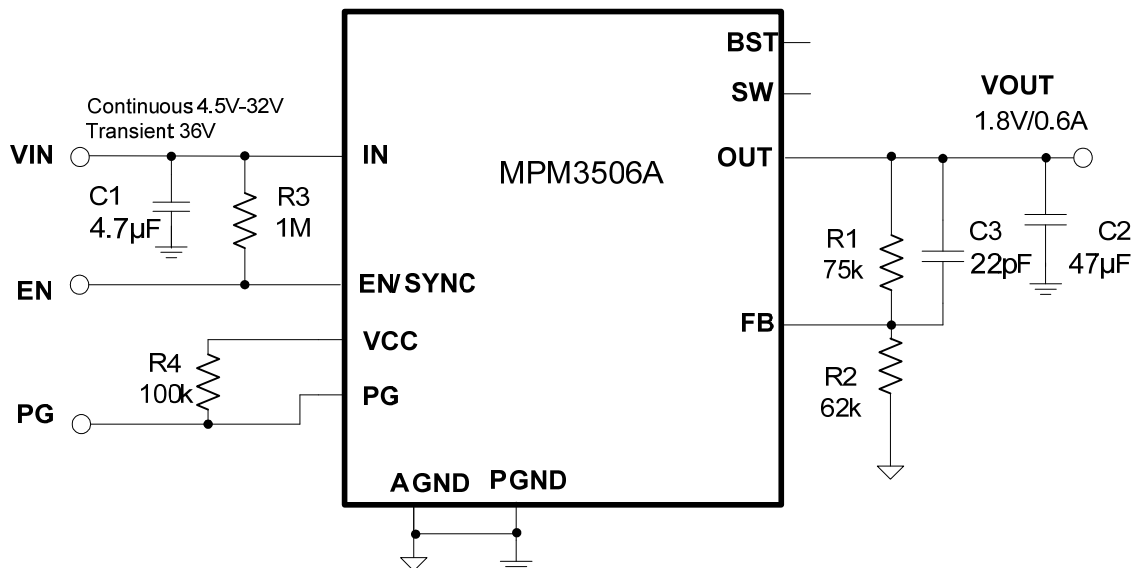 BST
SW
Continuous 4.5V-32V
Transient 36V
VOUT
1.8V/0.6A
VIN
IN
MPM3506A
OUT
C1
4.7µF
R3
1M
R1
75k
C3
22pF
C2
47µF
EN
EN/SYNC
FB
VCC
R4
100k
R2
62k
PG
PG
AGND
PGND